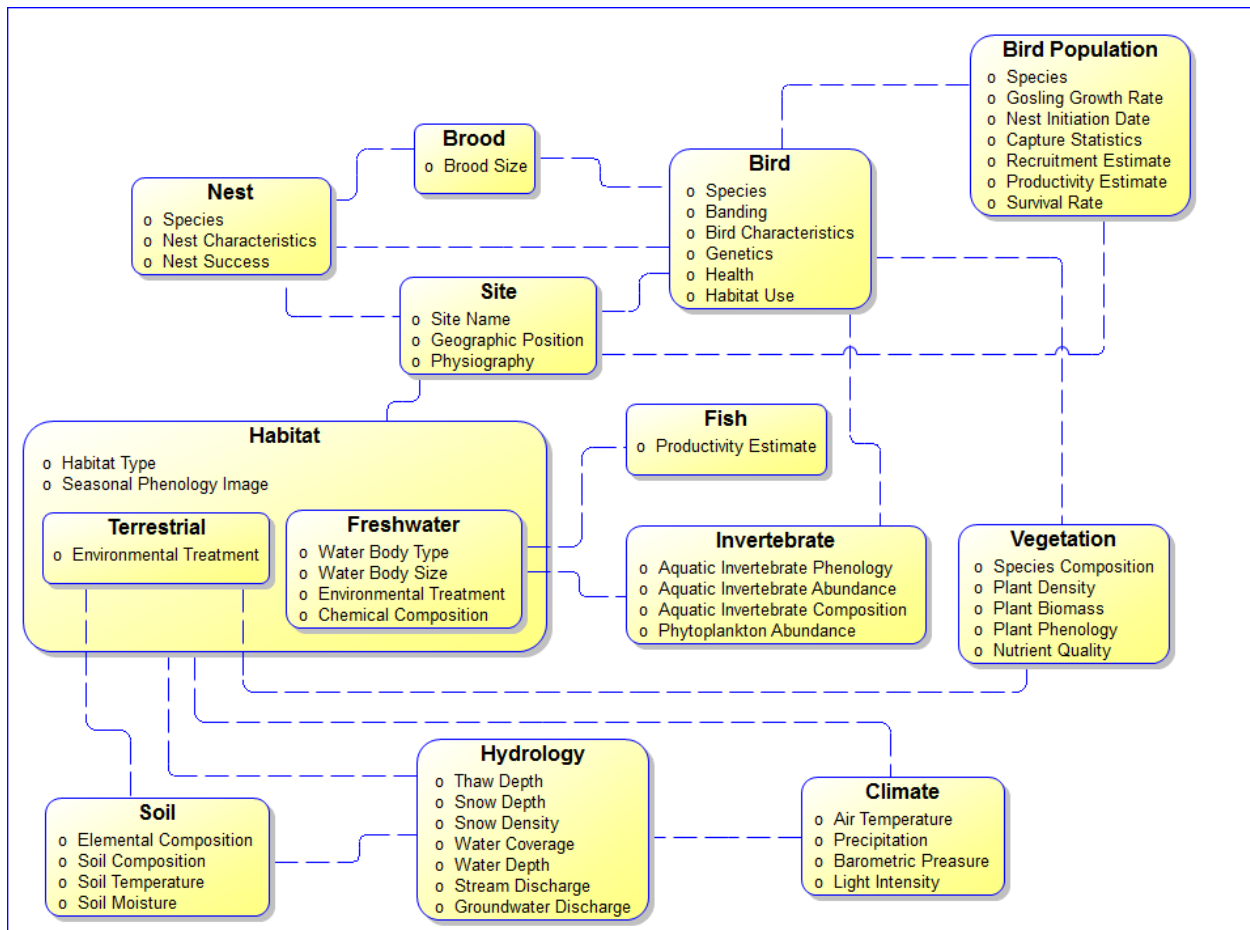 Bird Population
o Species
o Gosling Growth Rate
o Nest Initiation Date
o Capture Statistics
o Recruitment Estimate
o Productivity Estimate
o Survival Rate
Brood
o Brood Size
Bird
o Species
o Banding
o Bird Characteristics
o Genetics
o Health
o Habitat Use
Nest
o Species
o Nest Characteristics
o Nest Success
Site
o Site Name
o Geographic Position
o Physiography
Habitat
o Habitat Type
o Seasonal Phenology Image
Terrestrial
o Environmental Treatment
Freshwater
o Water Body Type
o Water Body Size
o Environmental Treatment
o Chemical Composition
Fish
o Productivity Estimate
Invertebrate
o Aquatic Invertebrate Phenology
o Aquatic Invertebrate Abundance
o Aquatic Invertebrate Composition
o Phytoplankton Abundance
Vegetation
o Species Composition
o Plant Density
o Plant Biomass
o Plant Phenology
o Nutrient Quality
Soil
o Elemental Composition
o Soil Composition
o Soil Temperature
o Soil Moisture
Hydrology
o Thaw Depth
o Snow Depth
o Snow Density
o Water Coverage
o Water Depth
o Stream Discharge
o Groundwater Discharge
Climate
o Air Temperature
o Precipitation
o Barometric Preasure
o Light Intensity